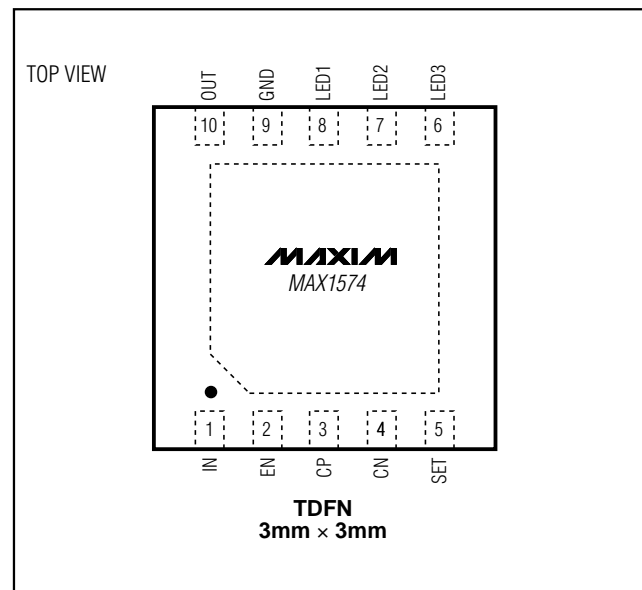 TOP VIEW
OUT
GND
LED1
LED2
LED3
10
9
8
7
6
MAXIM
MAX1574
1
2
3
4
5
IN
EN
CP
CN
SET
TDFN
3mm × 3mm